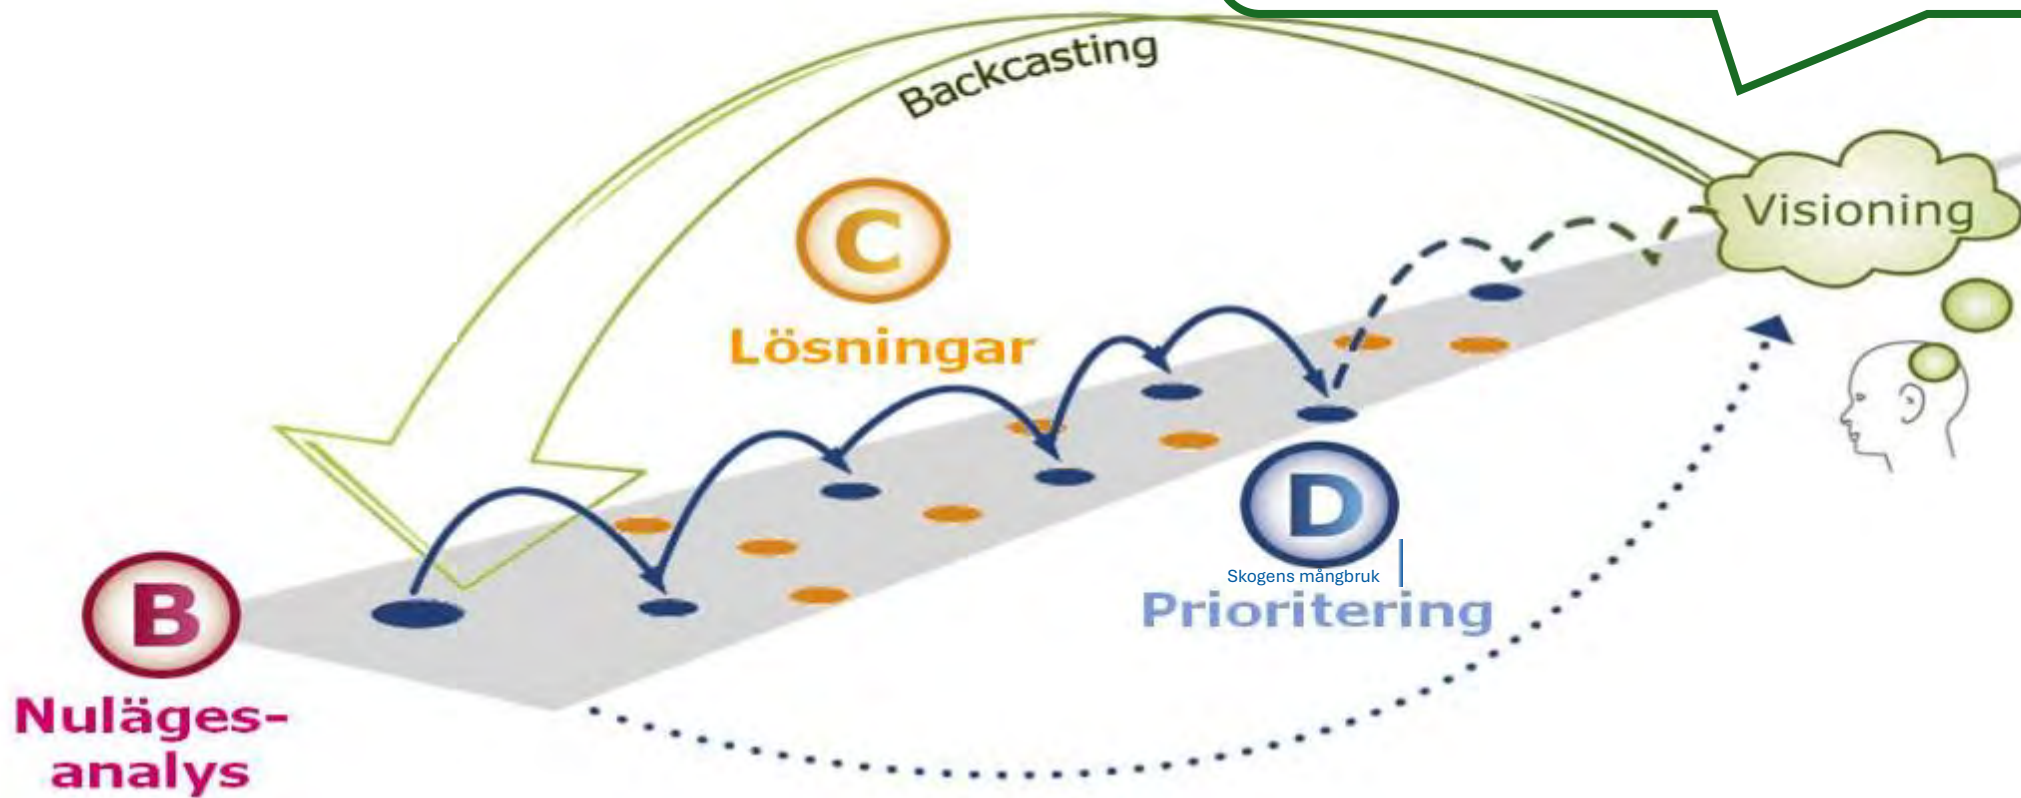 Backcasting
Visioning
C
Lösningar
D
Skogens mångbruk
Prioritering
B
Nuläges-
analys